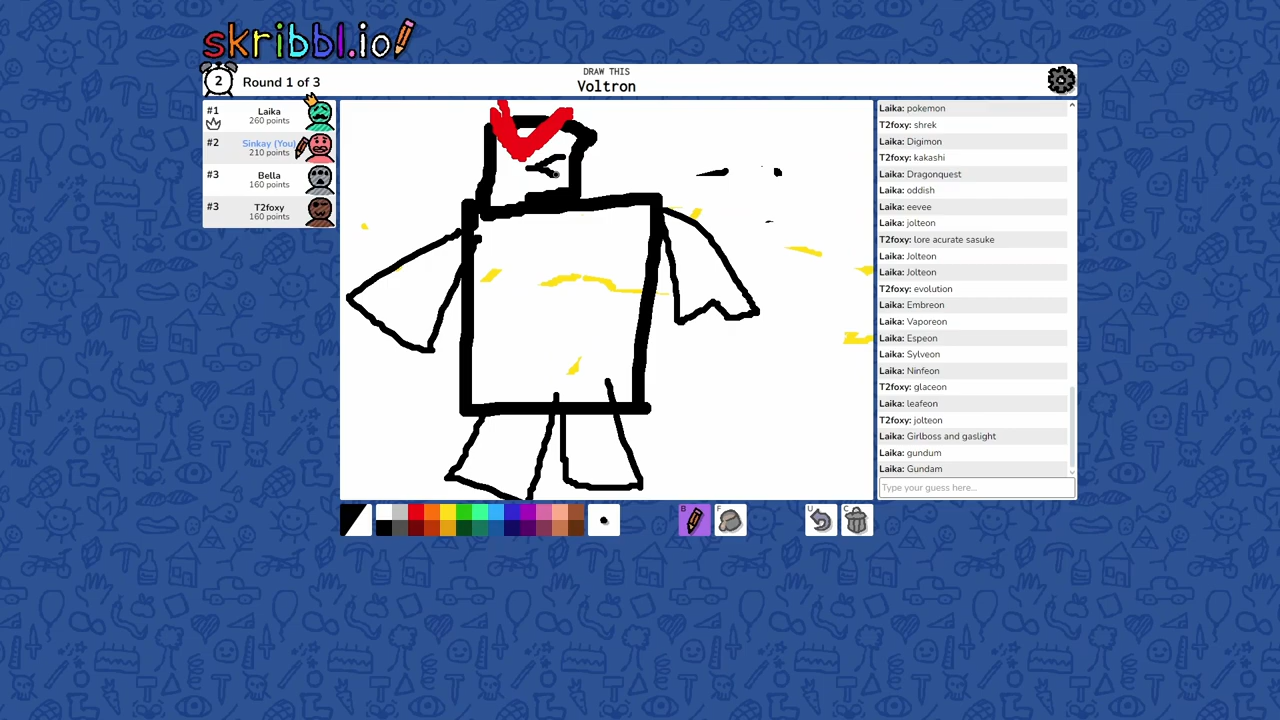 skribbl.io
2
Round 1 of 3
DRAW THIS
Voltron
#1
Laika
260 points
#2
Sinkay (You)
210 points
#3
Bella
160 points
#3
T2foxy
160 points
Laika: pokemon
T2foxy: shrek
Laika: Digimon
T2foxy: kakashi
Laika: Dragonquest
Laika: oddish
Laika: eevee
Laika: jolteon
T2foxy: lore acurate sasuke
Laika: Jolteon
Laika: Jolteon
T2foxy: evolution
Laika: Embreon
Laika: Vaporeon
Laika: Espeon
Laika: Sylveon
Laika: Ninfeon
T2foxy: glaceon
Laika: leafeon
T2foxy: jolteon
Laika: Girlboss and gaslight
Laika: gundum
Laika: Gundam
Type your guess here...
B
F
U
C